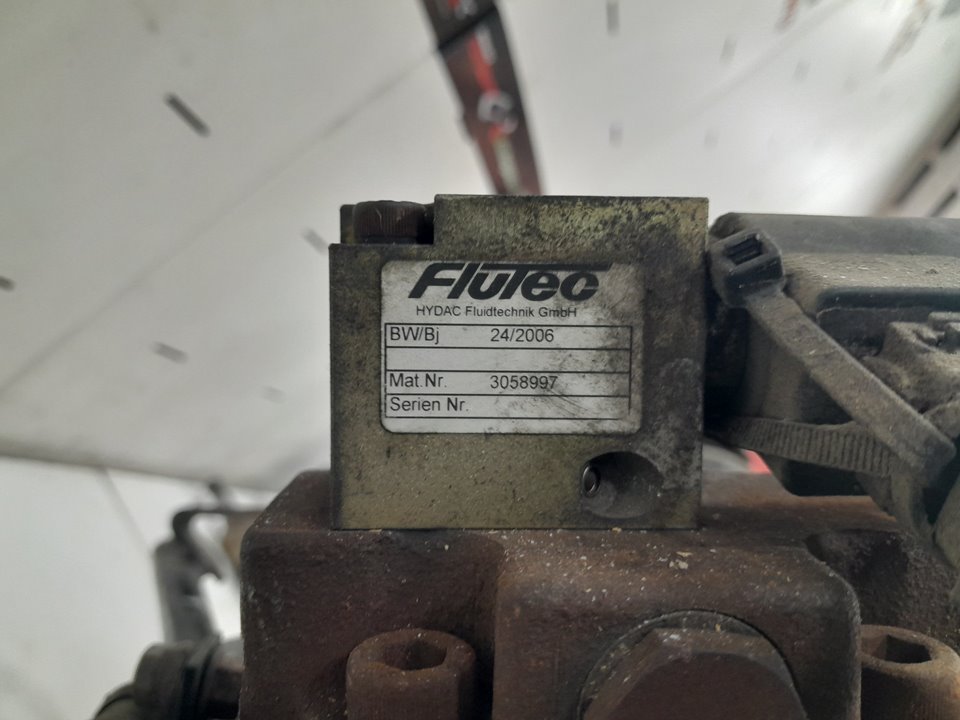 FLUTEC
HYDAC Fluidtechnik GmbH
BW/Bj 24/2006
Mat.Nr. 3058997
Serien Nr.